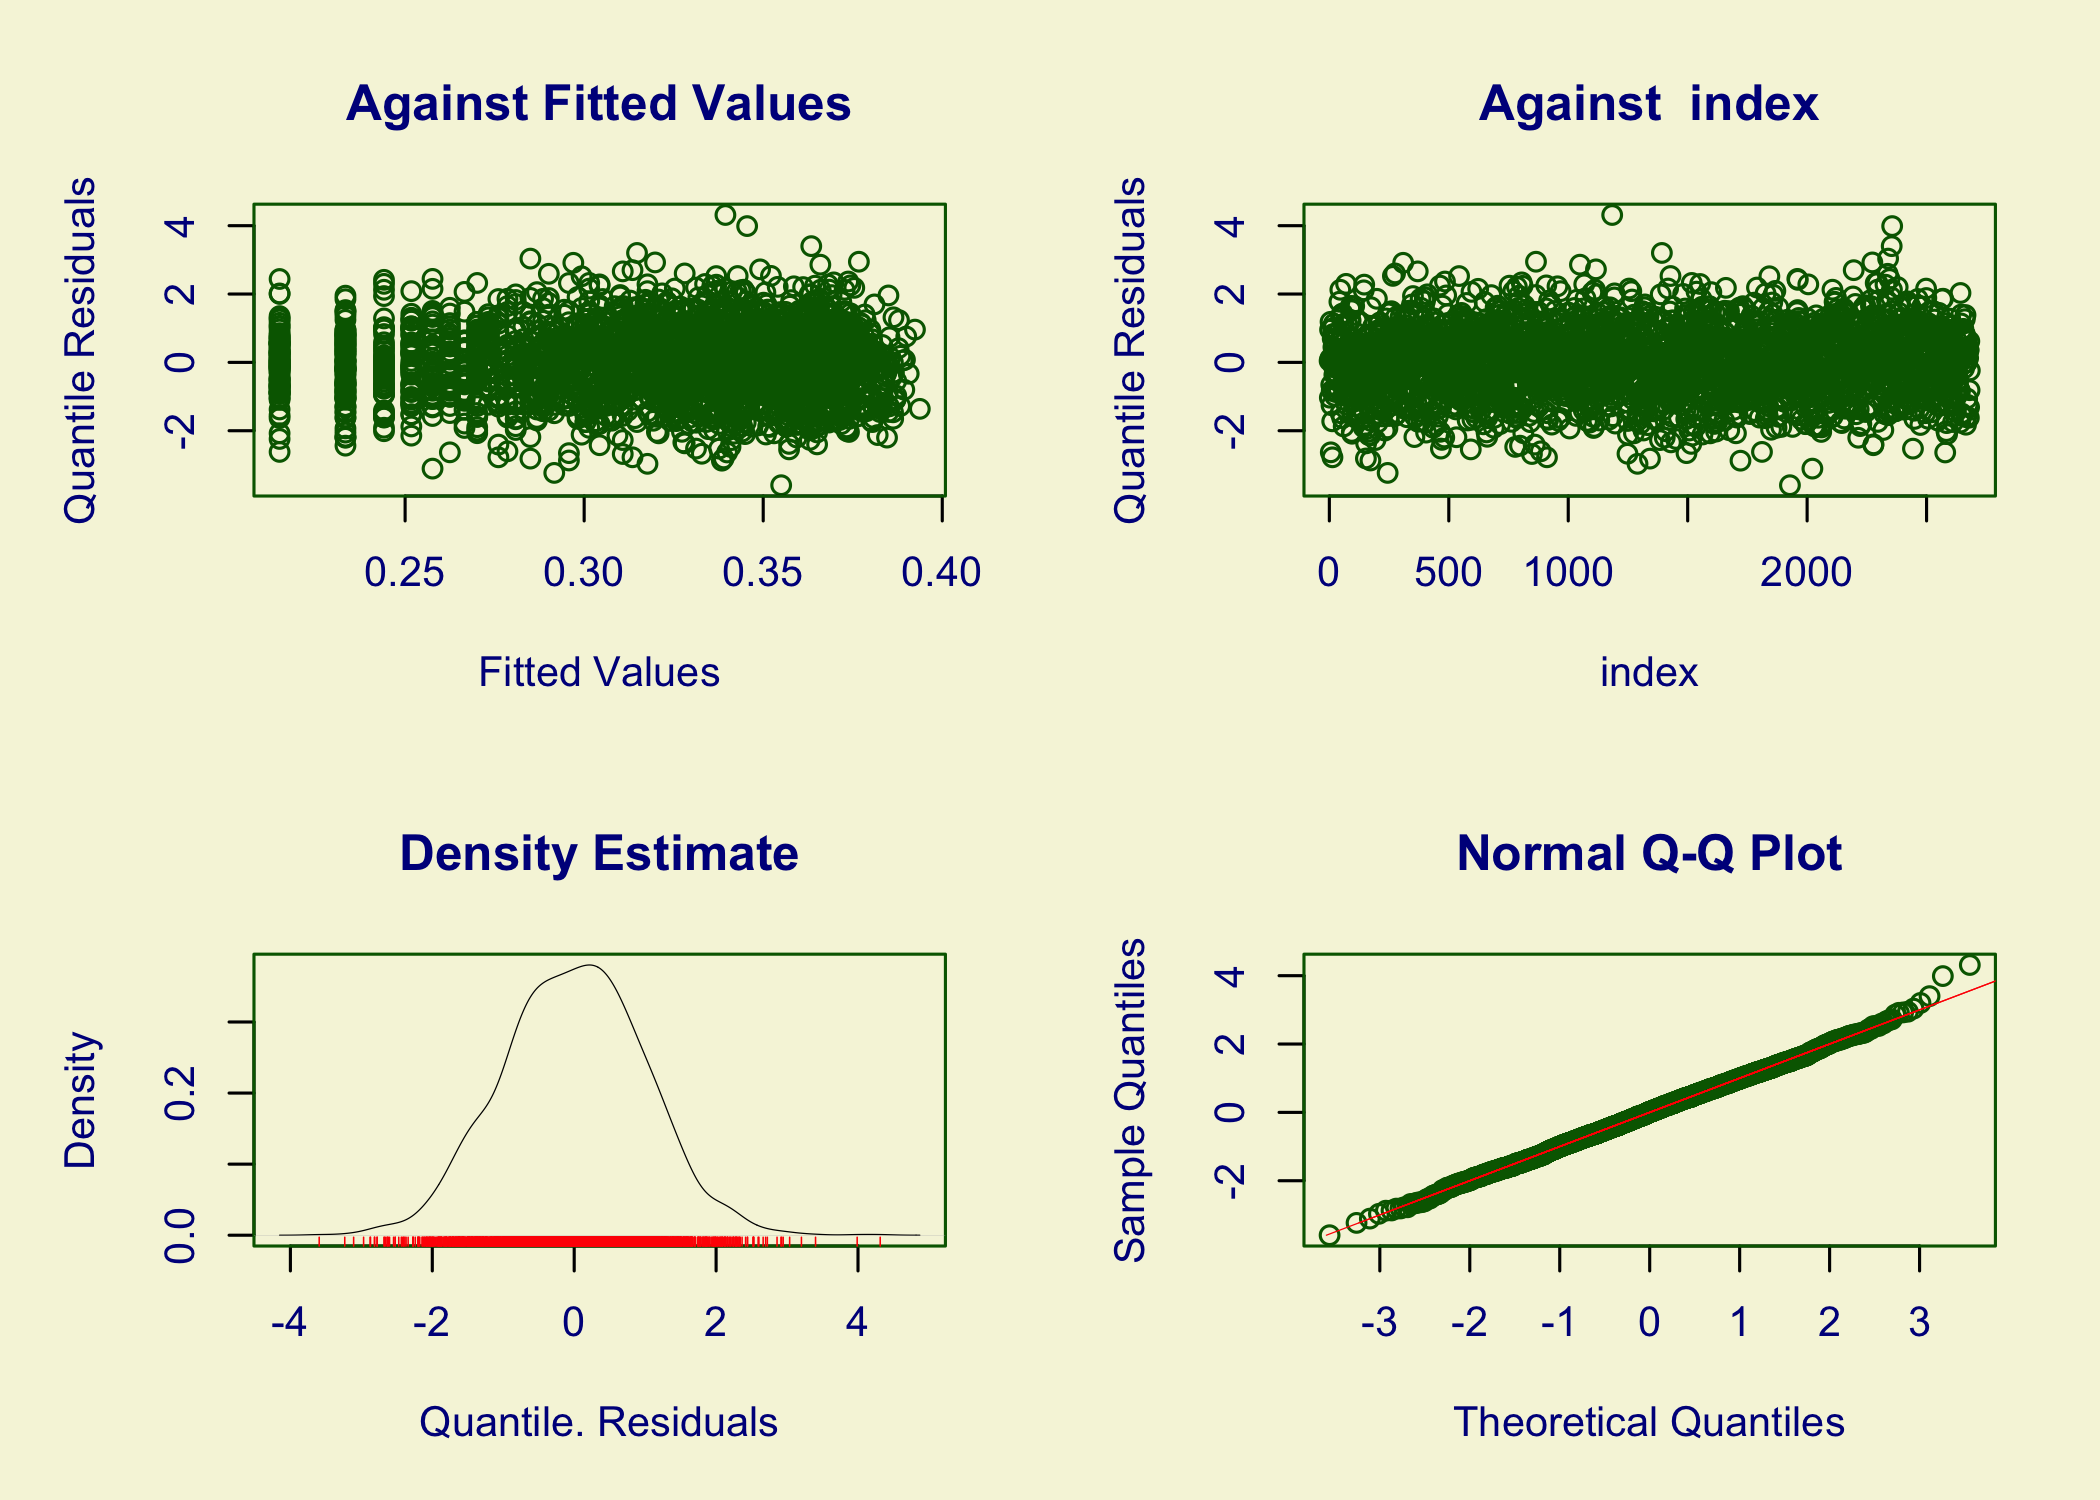 Against Fitted Values
Quantile Residuals
4
2
0
-2
0.25 0.30 0.35 0.40
Fitted Values
Against  index
Quantile Residuals
4
2
0
-2
0 500 1000 2000
index
Density Estimate
Density
0.2
0.0
-4 -2 0 2 4
Quantile. Residuals
Normal Q-Q Plot
Sample Quantiles
4
2
0
-2
-3 -2 -1 0 1 2 3
Theoretical Quantiles